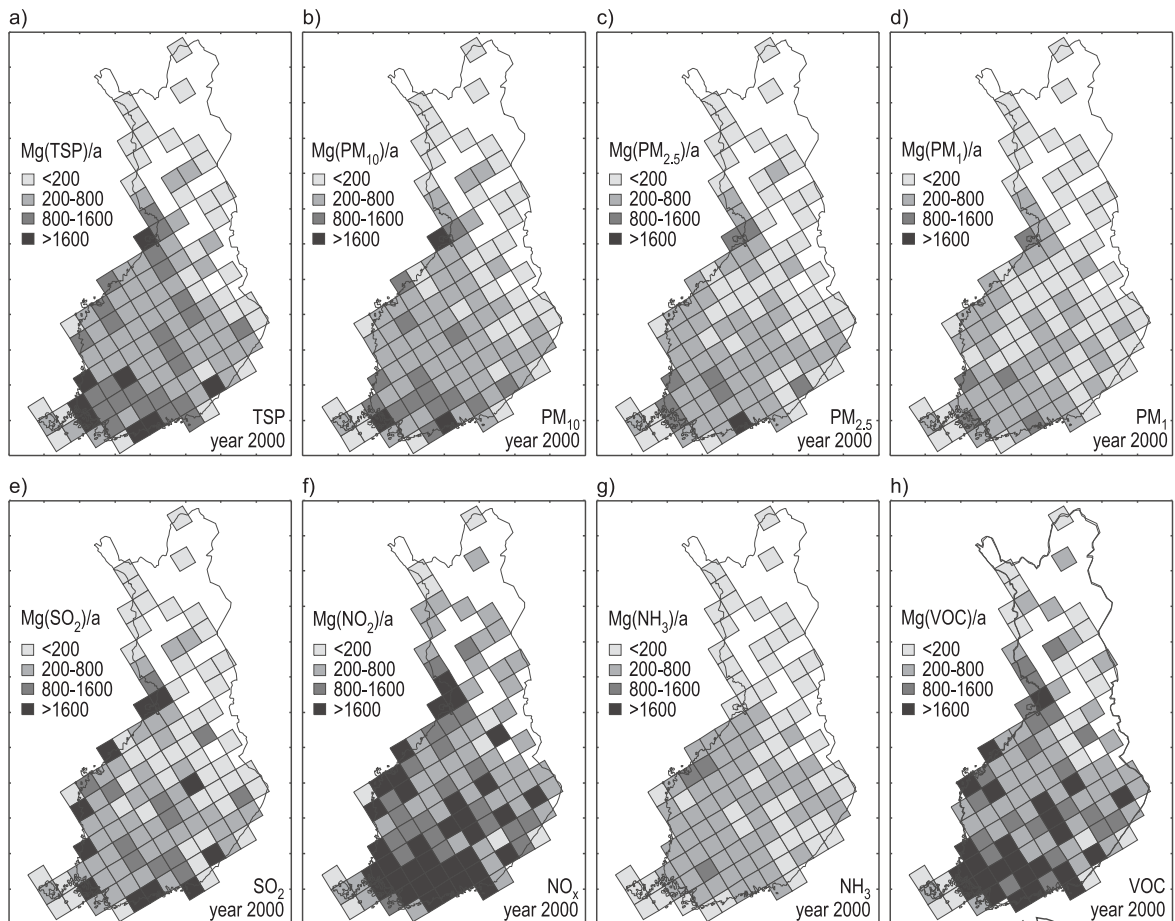 a)
Mg(TSP)/a
<200
200-800
800-1600
>1600
TSP
year 2000
b)
Mg(PM₁₀)/a
<200
200-800
800-1600
>1600
PM₁₀
year 2000
c)
Mg(PM₂.₅)/a
<200
200-800
800-1600
>1600
PM₂.₅
year 2000
d)
Mg(PM₁)/a
<200
200-800
800-1600
>1600
PM₁
year 2000
e)
Mg(SO₂)/a
<200
200-800
800-1600
>1600
SO₂
year 2000
f)
Mg(NO₂)/a
<200
200-800
800-1600
>1600
NOₓ
year 2000
g)
Mg(NH₃)/a
<200
200-800
800-1600
>1600
NH₃
year 2000
h)
Mg(VOC)/a
<200
200-800
800-1600
>1600
VOC
year 2000